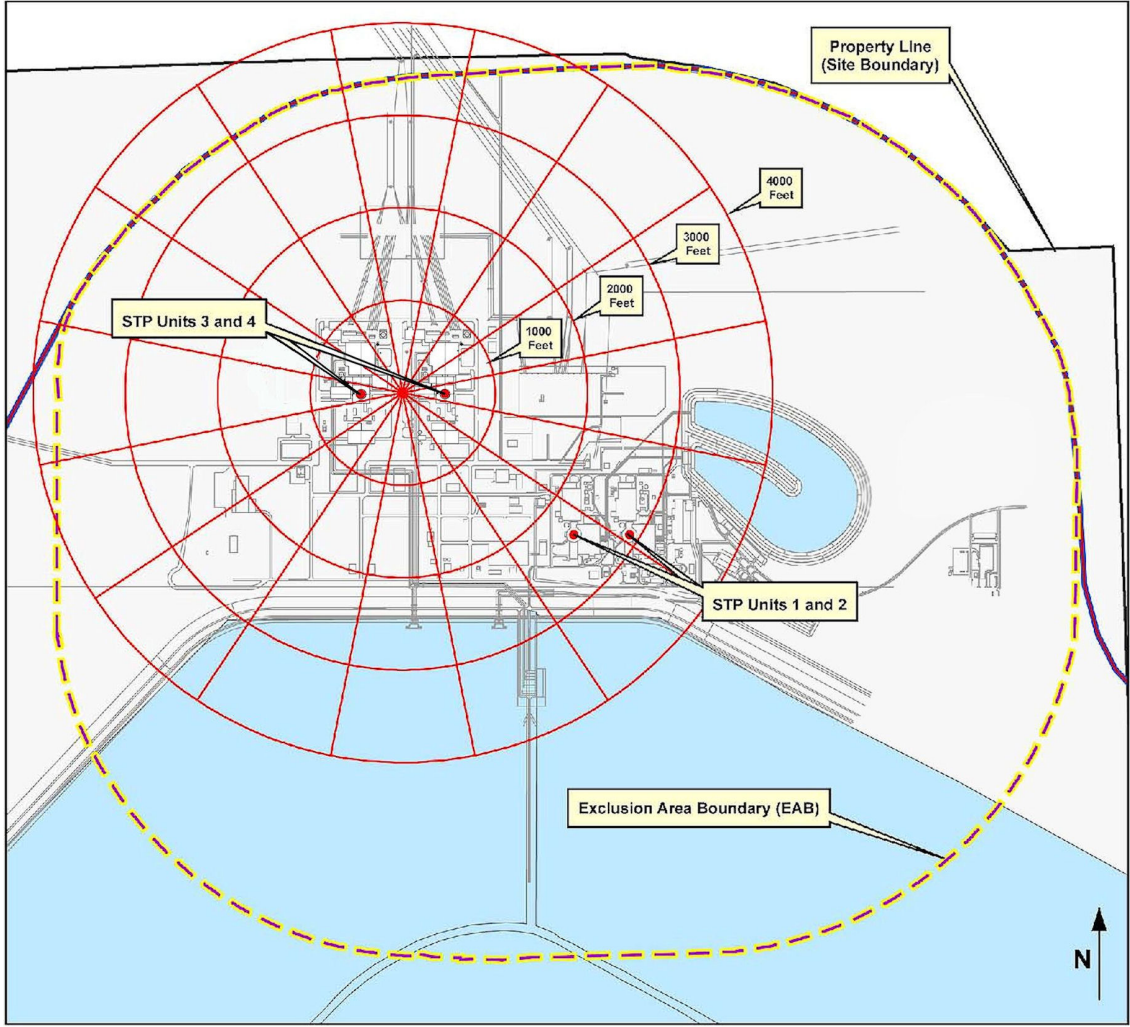 Property Line
(Site Boundary)
4000
Feet
3000
Feet
2000
Feet
STP Units 3 and 4
1000
Feet
STP Units 1 and 2
Exclusion Area Boundary (EAB)
N